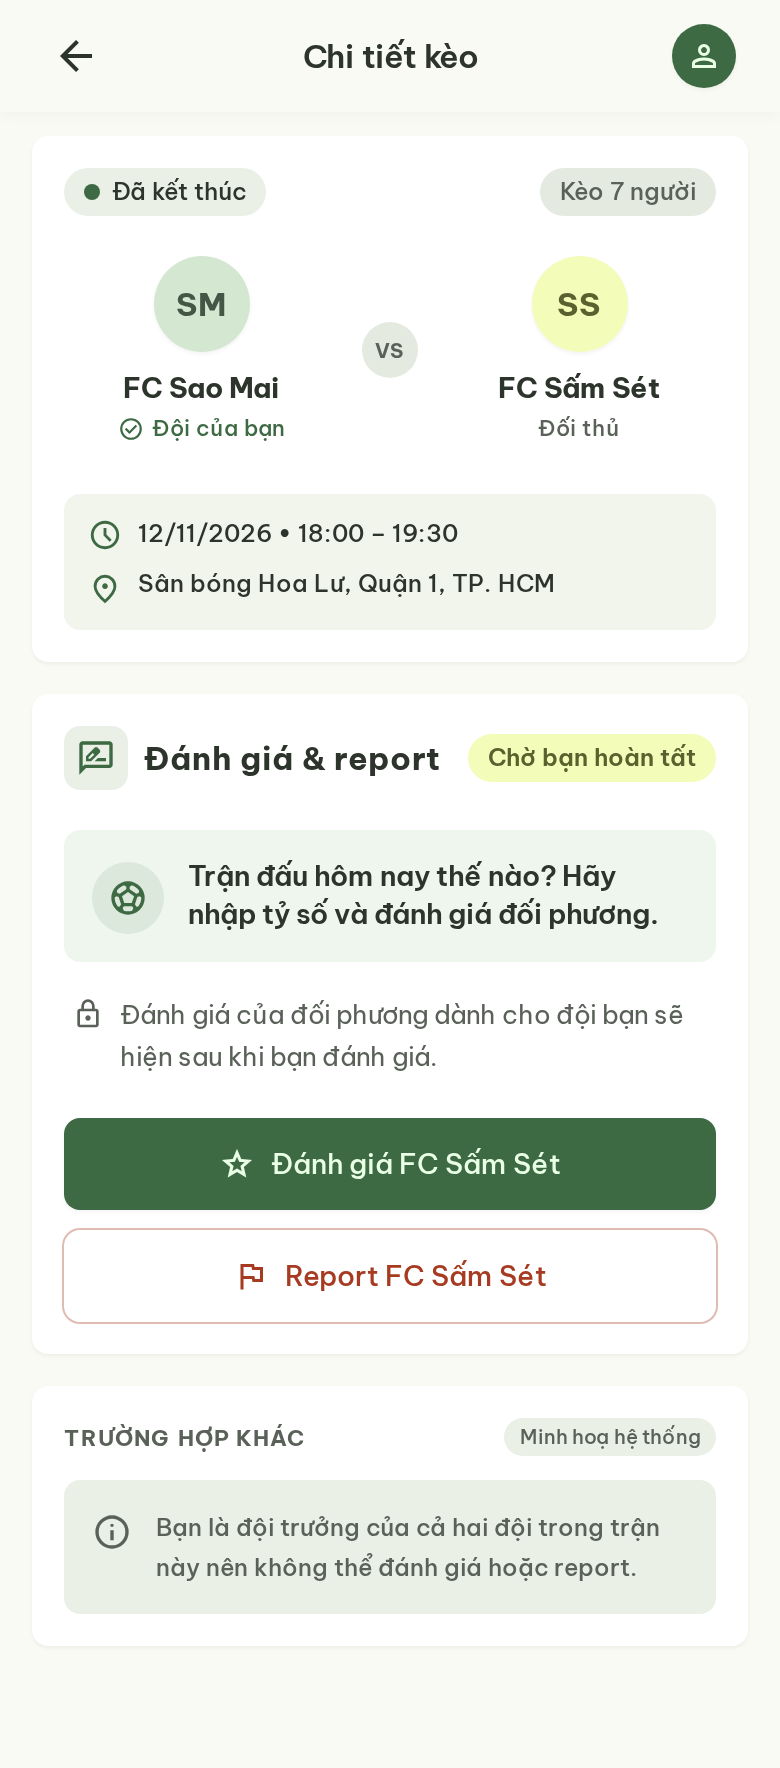 Chi tiết kèo
Đã kết thúc
Kèo 7 người
SM
VS
SS
FC Sao Mai
FC Sấm Sét
Đội của bạn
Đối thủ
12/11/2026 • 18:00 – 19:30
Sân bóng Hoa Lư, Quận 1, TP. HCM
Đánh giá & report
Chờ bạn hoàn tất
Trận đấu hôm nay thế nào? Hãy
nhập tỷ số và đánh giá đối phương.
Đánh giá của đối phương dành cho đội bạn sẽ
hiện sau khi bạn đánh giá.
Đánh giá FC Sấm Sét
Report FC Sấm Sét
TRƯỜNG HỢP KHÁC
Minh hoạ hệ thống
Bạn là đội trưởng của cả hai đội trong trận
này nên không thể đánh giá hoặc report.